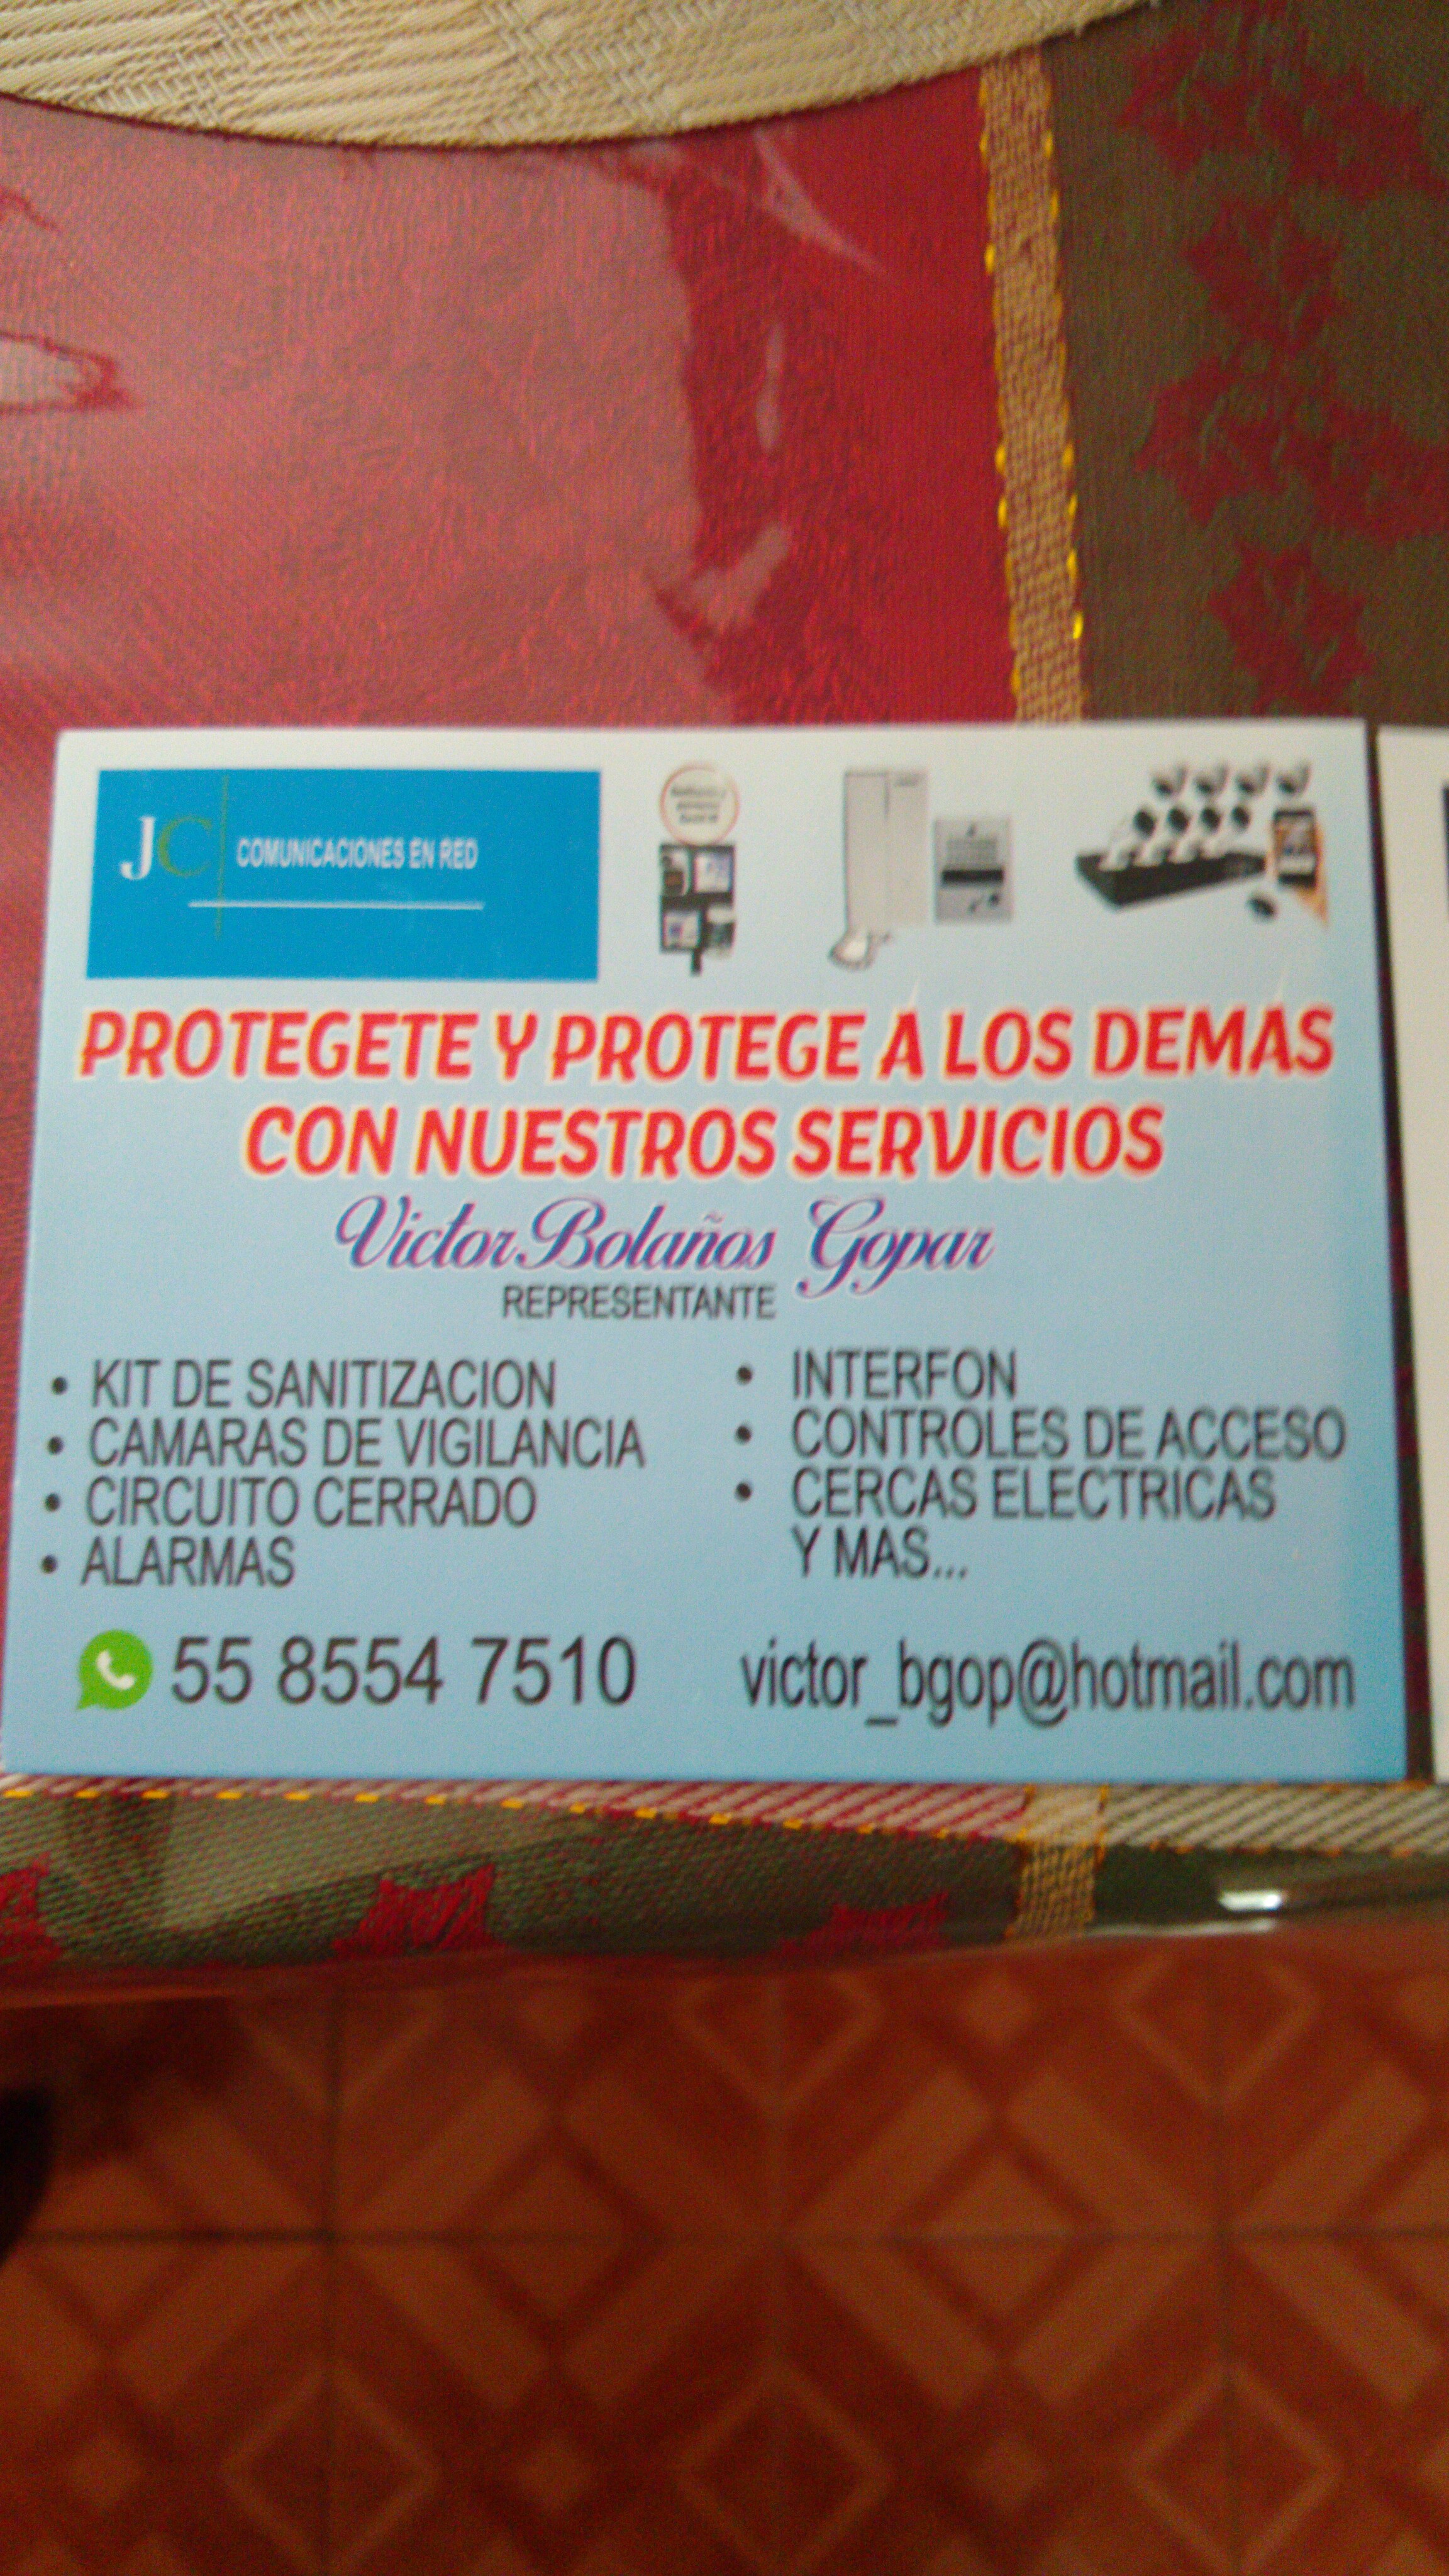 JC COMUNICACIONES EN RED
PROTEGETE Y PROTEGE A LOS DEMAS
CON NUESTROS SERVICIOS
Victor Bolaños Gopar
REPRESENTANTE
• KIT DE SANITIZACION
• CAMARAS DE VIGILANCIA
• CIRCUITO CERRADO
• ALARMAS
• INTERFON
• CONTROLES DE ACCESO
• CERCAS ELECTRICAS
Y MAS...
55 8554 7510
victor_bgop@hotmail.com